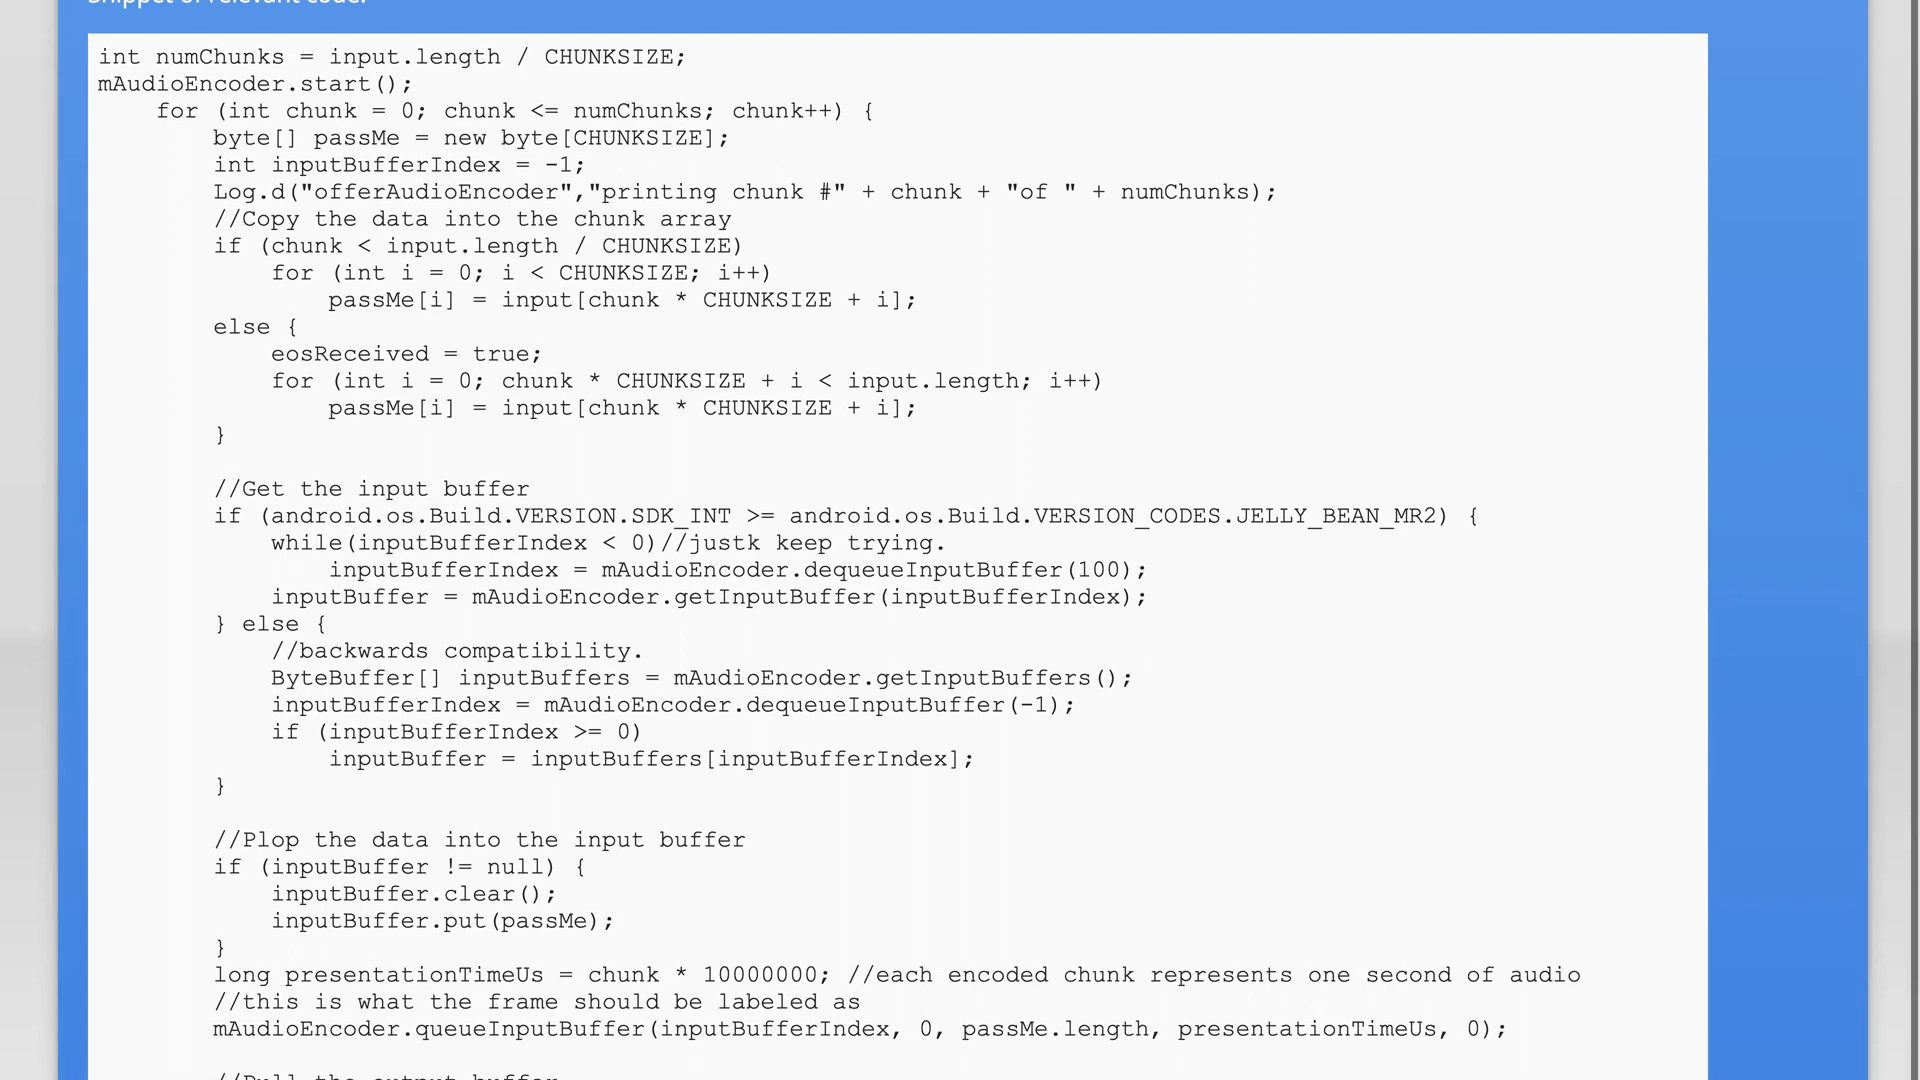 Snippet of relevant code:
int numChunks = input.length / CHUNKSIZE;
mAudioEncoder.start();
for (int chunk = 0; chunk <= numChunks; chunk++) {
byte[] passMe = new byte[CHUNKSIZE];
int inputBufferIndex = -1;
Log.d("offerAudioEncoder","printing chunk #" + chunk + "of " + numChunks);
//Copy the data into the chunk array
if (chunk < input.length / CHUNKSIZE)
for (int i = 0; i < CHUNKSIZE; i++)
passMe[i] = input[chunk * CHUNKSIZE + i];
else {
eosReceived = true;
for (int i = 0; chunk * CHUNKSIZE + i < input.length; i++)
passMe[i] = input[chunk * CHUNKSIZE + i];
}
//Get the input buffer
if (android.os.Build.VERSION.SDK_INT >= android.os.Build.VERSION_CODES.JELLY_BEAN_MR2) {
while(inputBufferIndex < 0)//justk keep trying.
inputBufferIndex = mAudioEncoder.dequeueInputBuffer(100);
inputBuffer = mAudioEncoder.getInputBuffer(inputBufferIndex);
} else {
//backwards compatibility.
ByteBuffer[] inputBuffers = mAudioEncoder.getInputBuffers();
inputBufferIndex = mAudioEncoder.dequeueInputBuffer(-1);
if (inputBufferIndex >= 0)
inputBuffer = inputBuffers[inputBufferIndex];
}
//Plop the data into the input buffer
if (inputBuffer != null) {
inputBuffer.clear();
inputBuffer.put(passMe);
}
long presentationTimeUs = chunk * 10000000; //each encoded chunk represents one second of audio
//this is what the frame should be labeled as
mAudioEncoder.queueInputBuffer(inputBufferIndex, 0, passMe.length, presentationTimeUs, 0);
//Pull the output buffer